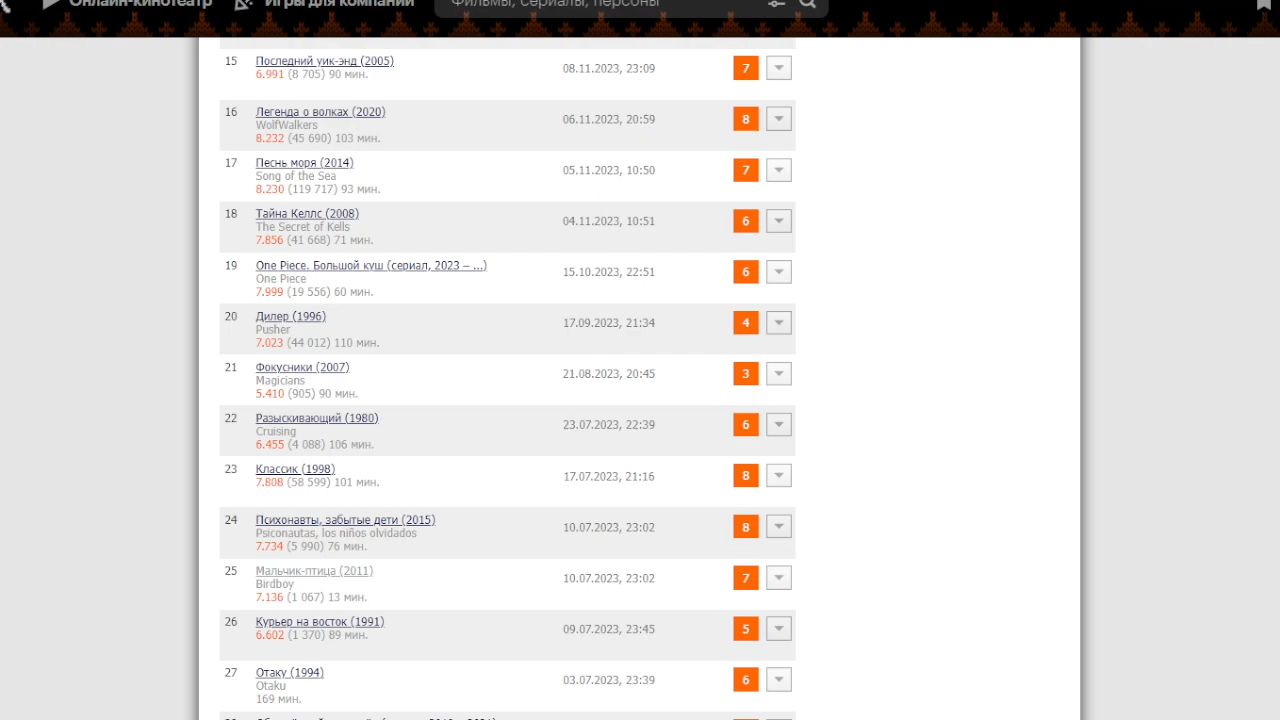 Онлайн-кинотеатр Игры для компании Фильмы, сериалы, персоны
15 Последний уик-энд (2005) 08.11.2023, 23:09 7
6.991 (8 705) 90 мин.
16 Легенда о волках (2020) 06.11.2023, 20:59 8
WolfWalkers
8.232 (45 690) 103 мин.
17 Песнь моря (2014) 05.11.2023, 10:50 7
Song of the Sea
8.230 (119 717) 93 мин.
18 Тайна Келлс (2008) 04.11.2023, 10:51 6
The Secret of Kells
7.856 (41 668) 71 мин.
19 One Piece. Большой куш (сериал, 2023 – ...) 15.10.2023, 22:51 6
One Piece
7.999 (19 556) 60 мин.
20 Дилер (1996) 17.09.2023, 21:34 4
Pusher
7.023 (44 012) 110 мин.
21 Фокусники (2007) 21.08.2023, 20:45 3
Magicians
5.410 (905) 90 мин.
22 Разыскивающий (1980) 23.07.2023, 22:39 6
Cruising
6.455 (4 088) 106 мин.
23 Классик (1998) 17.07.2023, 21:16 8
7.808 (58 599) 101 мин.
24 Психонавты, забытые дети (2015) 10.07.2023, 23:02 8
Psiconautas, los niños olvidados
7.734 (5 990) 76 мин.
25 Мальчик-птица (2011) 10.07.2023, 23:02 7
Birdboy
7.136 (1 067) 13 мин.
26 Курьер на восток (1991) 09.07.2023, 23:45 5
6.602 (1 370) 89 мин.
27 Отаку (1994) 03.07.2023, 23:39 6
Otaku
169 мин.